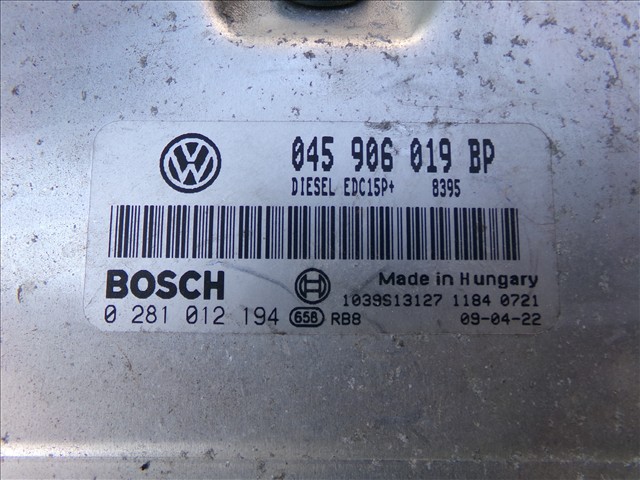 045 906 019 BP
DIESEL EDC15P+ 8395
BOSCH
Made in Hungary
1039S13127 1184 0721
0 281 012 194 658 RB8 09-04-22